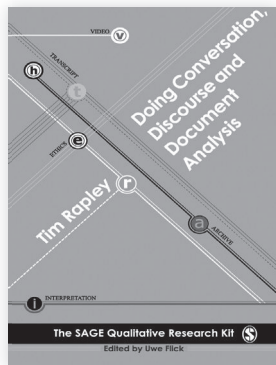 VIDEO v
h
TRANSCRIPT
t
Doing Conversation,
Discourse and
Document
Analysis
ETHICS e
r
Tim Rapley
a
ARCHIVE
i INTERPRETATION
The SAGE Qualitative Research Kit S
Edited by Uwe Flick